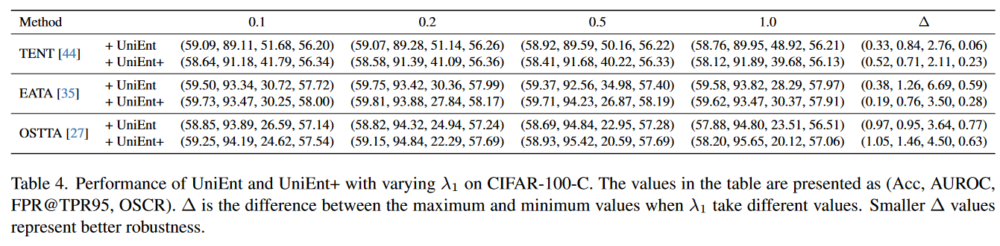 Method 0.1 0.2 0.5 1.0 Δ
TENT [44] + UniEnt (59.09, 89.11, 51.68, 56.20) (59.07, 89.28, 51.14, 56.26) (58.92, 89.59, 50.16, 56.22) (58.76, 89.95, 48.92, 56.21) (0.33, 0.84, 2.76, 0.06)
+ UniEnt+ (58.64, 91.18, 41.79, 56.34) (58.58, 91.39, 41.09, 56.36) (58.41, 91.68, 40.22, 56.33) (58.12, 91.89, 39.68, 56.13) (0.52, 0.71, 2.11, 0.23)
EATA [35] + UniEnt (59.50, 93.34, 30.72, 57.72) (59.75, 93.42, 30.36, 57.99) (59.37, 92.56, 34.98, 57.40) (59.58, 93.82, 28.29, 57.97) (0.38, 1.26, 6.69, 0.59)
+ UniEnt+ (59.73, 93.47, 30.25, 58.00) (59.81, 93.88, 27.84, 58.17) (59.71, 94.23, 26.87, 58.19) (59.62, 93.47, 30.37, 57.91) (0.19, 0.76, 3.50, 0.28)
OSTTA [27] + UniEnt (58.85, 93.89, 26.59, 57.14) (58.82, 94.32, 24.94, 57.24) (58.69, 94.84, 22.95, 57.28) (57.88, 94.80, 23.51, 56.51) (0.97, 0.95, 3.64, 0.77)
+ UniEnt+ (59.25, 94.19, 24.62, 57.54) (59.15, 94.84, 22.29, 57.69) (58.93, 95.42, 20.59, 57.69) (58.20, 95.65, 20.12, 57.06) (1.05, 1.46, 4.50, 0.63)
Table 4. Performance of UniEnt and UniEnt+ with varying λ₁ on CIFAR-100-C. The values in the table are presented as (Acc, AUROC,
FPR@TPR95, OSCR). Δ is the difference between the maximum and minimum values when λ₁ take different values. Smaller Δ values
represent better robustness.